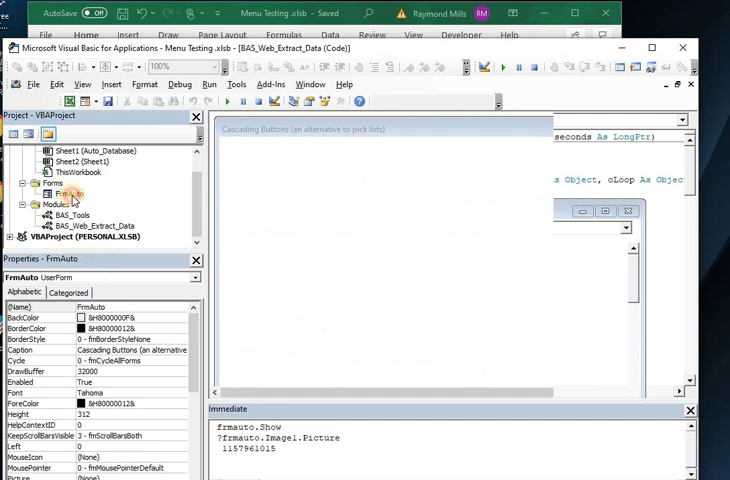 AutoSave Off Menu Testing .xlsb - Saved Raymond Mills RM
File Home Insert Draw Page Layout Formulas Data Review View Developer
Microsoft Visual Basic for Applications - Menu Testing .xlsb - [BAS_Web_Extract_Data (Code)]
100%
File Edit View Insert Format Debug Run Tools Add-Ins Window Help
Project - VBAProject
Sheet1 (Auto_Database)
Sheet2 (Sheet1)
ThisWorkbook
Forms
FrmAuto
Modules
BAS_Tools
BAS_Web_Extract_Data
VBAProject (PERSONAL.XLSB)
Properties - FrmAuto
FrmAuto UserForm
Alphabetic Categorized
(Name) FrmAuto
BackColor &H8000000F&
BorderColor &H80000012&
BorderStyle 0 - fmBorderStyleNone
Caption Cascading Buttons (an alternative
Cycle 0 - fmCycleAllForms
DrawBuffer 32000
Enabled True
Font Tahoma
ForeColor &H80000012&
Height 312
HelpContextID 0
KeepScrollBarsVisible 3 - fmScrollBarsBoth
Left 0
MouseIcon (None)
MousePointer 0 - fmMousePointerDefault
Picture
Cascading Buttons (an alternative to pick lists)
seconds As LongPtr)
s Object, oLoop As Objec
Immediate
frmauto.Show
?frmauto.Image1.Picture
1157961015